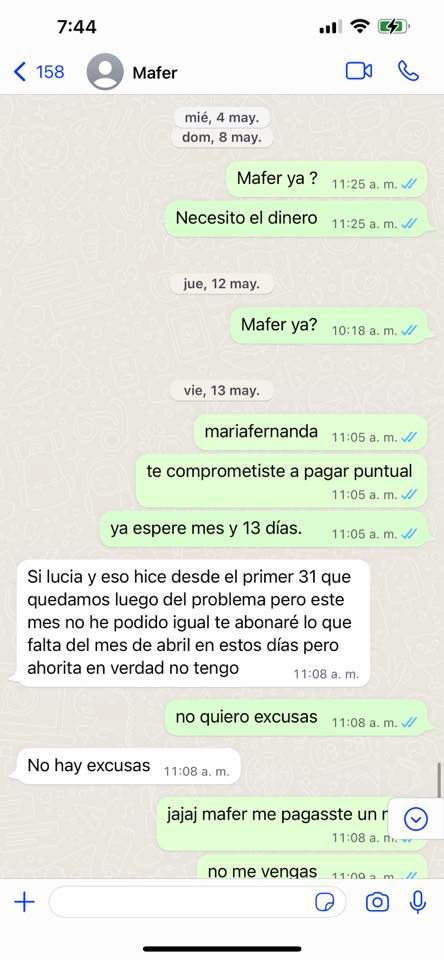 7:44
158
Mafer
mié, 4 may.
dom, 8 may.
Mafer ya ?
11:25 a. m.
Necesito el dinero
11:25 a. m.
jue, 12 may.
Mafer ya?
10:18 a. m.
vie, 13 may.
mariafernanda
11:05 a. m.
te comprometiste a pagar puntual
11:05 a. m.
ya espere mes y 13 días.
11:05 a. m.
Si lucia y eso hice desde el primer 31 que
quedamos luego del problema pero este
mes no he podido igual te abonaré lo que
falta del mes de abril en estos días pero
ahorita en verdad no tengo
11:08 a. m.
no quiero excusas
11:08 a. m.
No hay excusas
11:08 a. m.
jajaj mafer me pagasste un
11:08 a. m.
no me vengas
11:09 a. m.